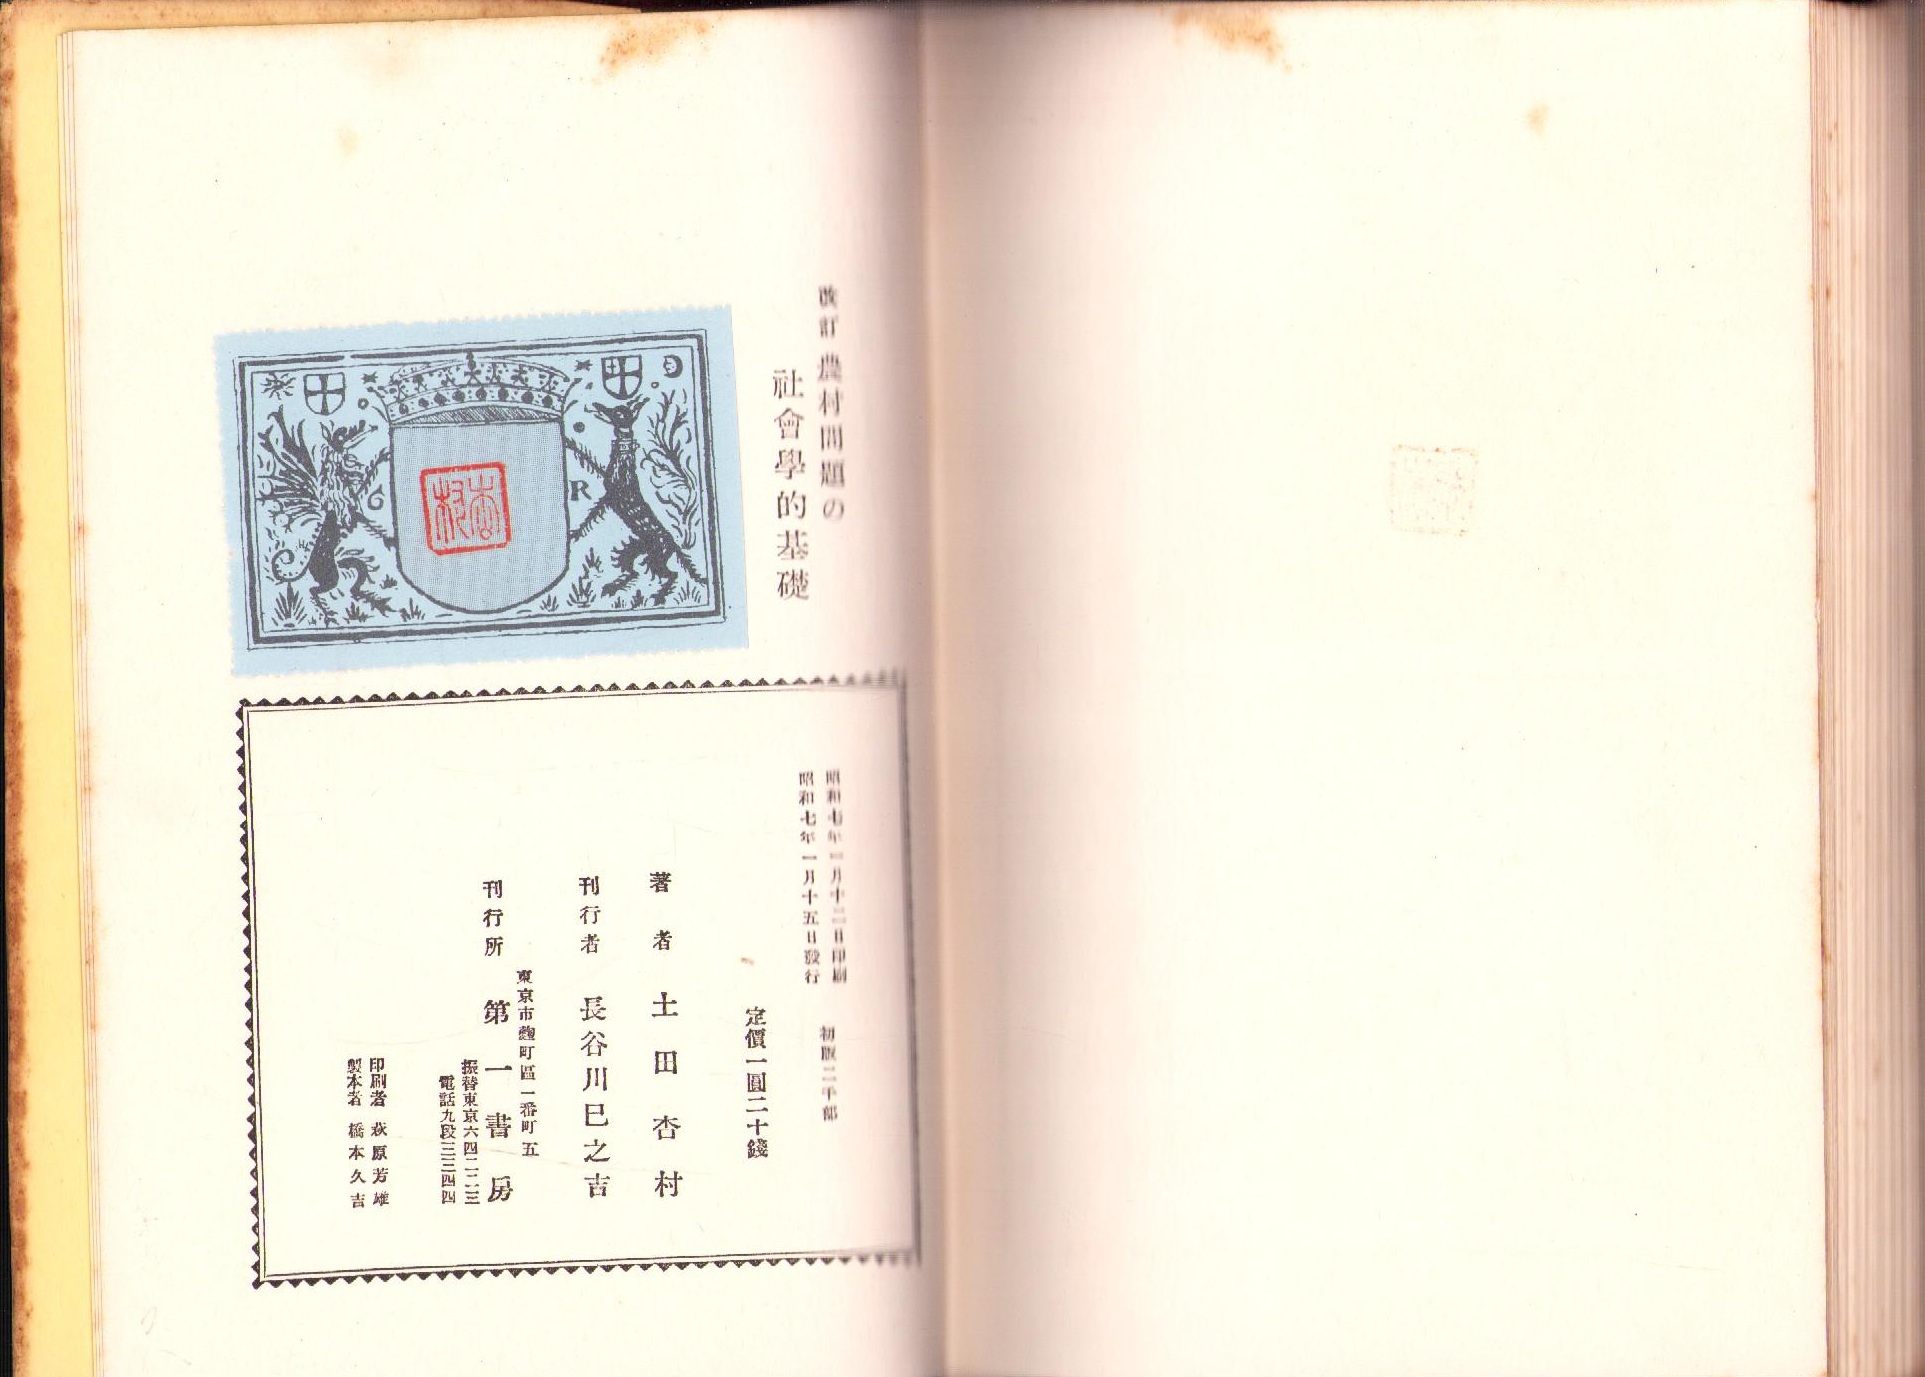 改訂 農村問題の
社會學的基礎
杏村
R
昭和七年一月十二日印刷
昭和七年一月十五日發行
初版二千部
定價一圓二十錢
著者 土田杏村
刊行者 長谷川巳之吉
東京市麴町區一番町五
刊行所 第一書房
振替東京六四二二三
電話九段三三四四
印刷者 萩原芳雄
製本者 橋本久吉